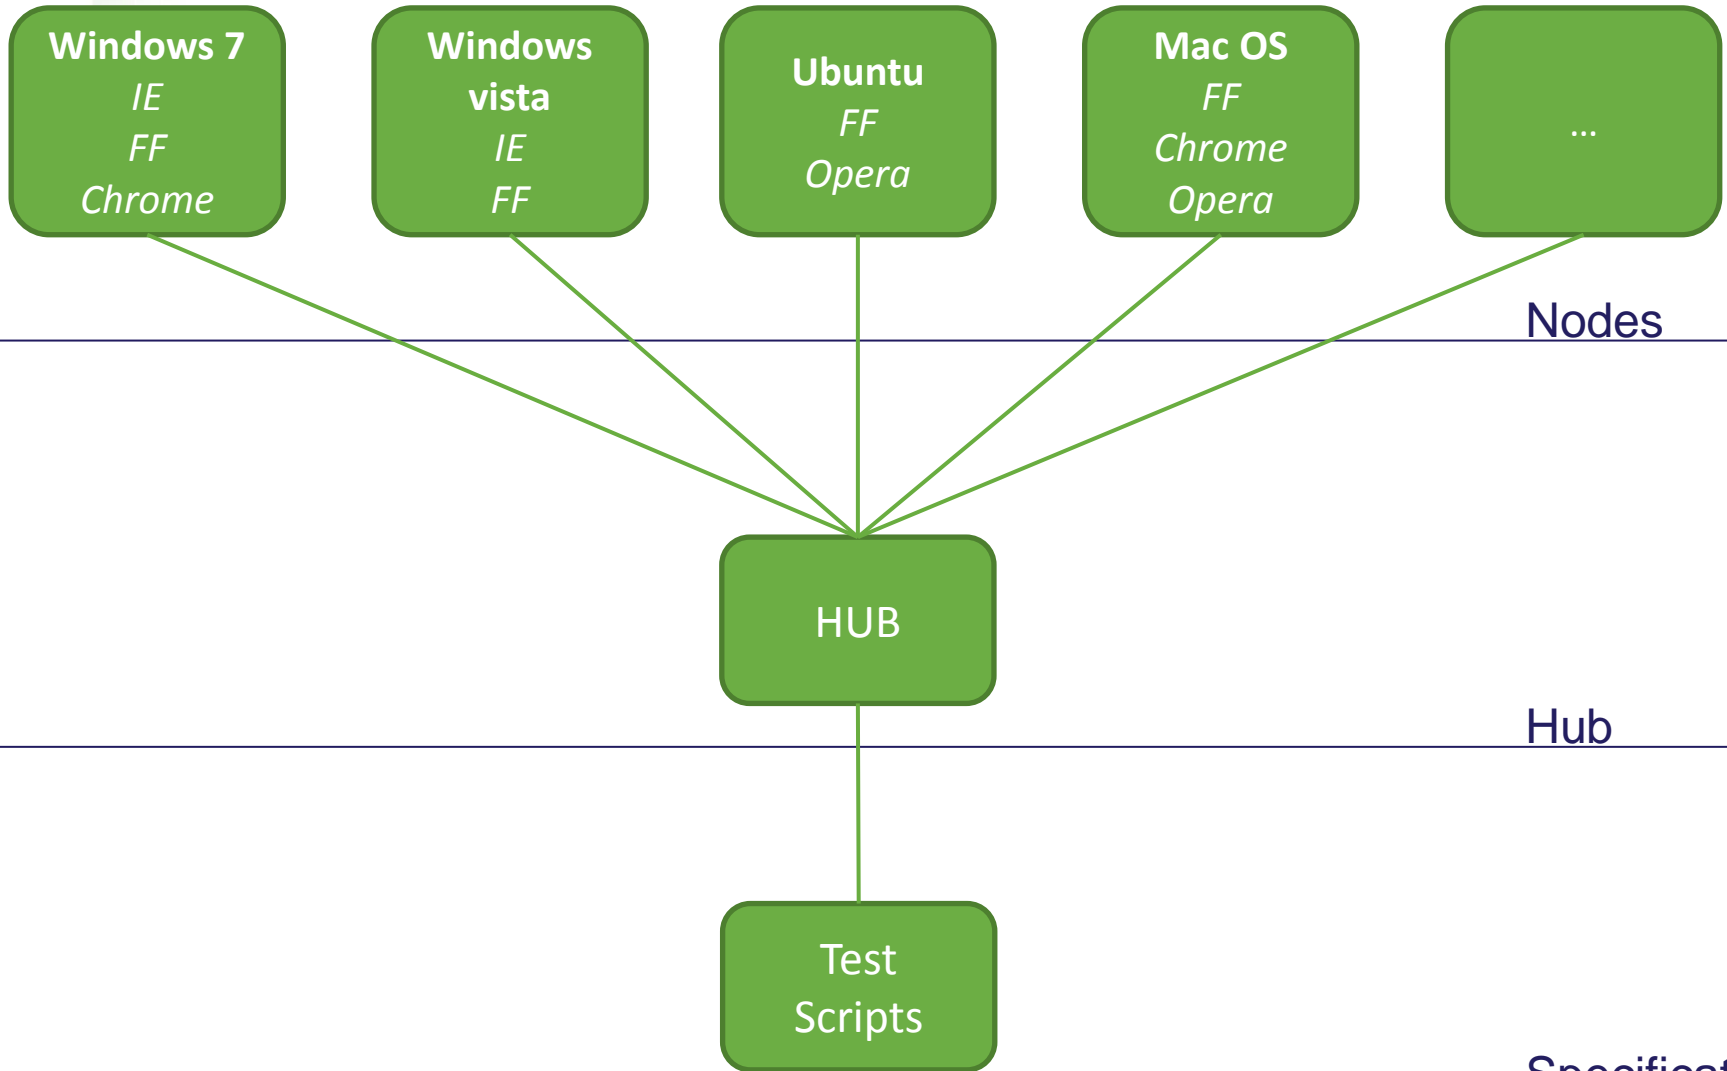 Windows 7
IE
FF
Chrome
Windows
vista
IE
FF
Ubuntu
FF
Opera
Mac OS
FF
Chrome
Opera
...
Nodes
HUB
Hub
Test
Scripts